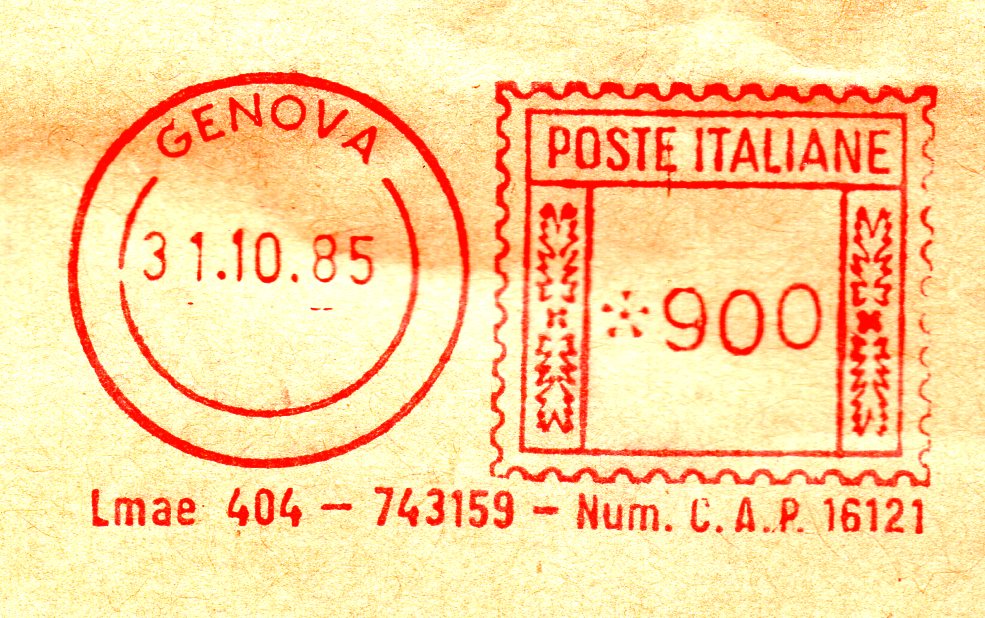 GENOVA
31.10.85
POSTE ITALIANE
*900
Lmae 404 - 743159 - Num. C.A.P. 16121